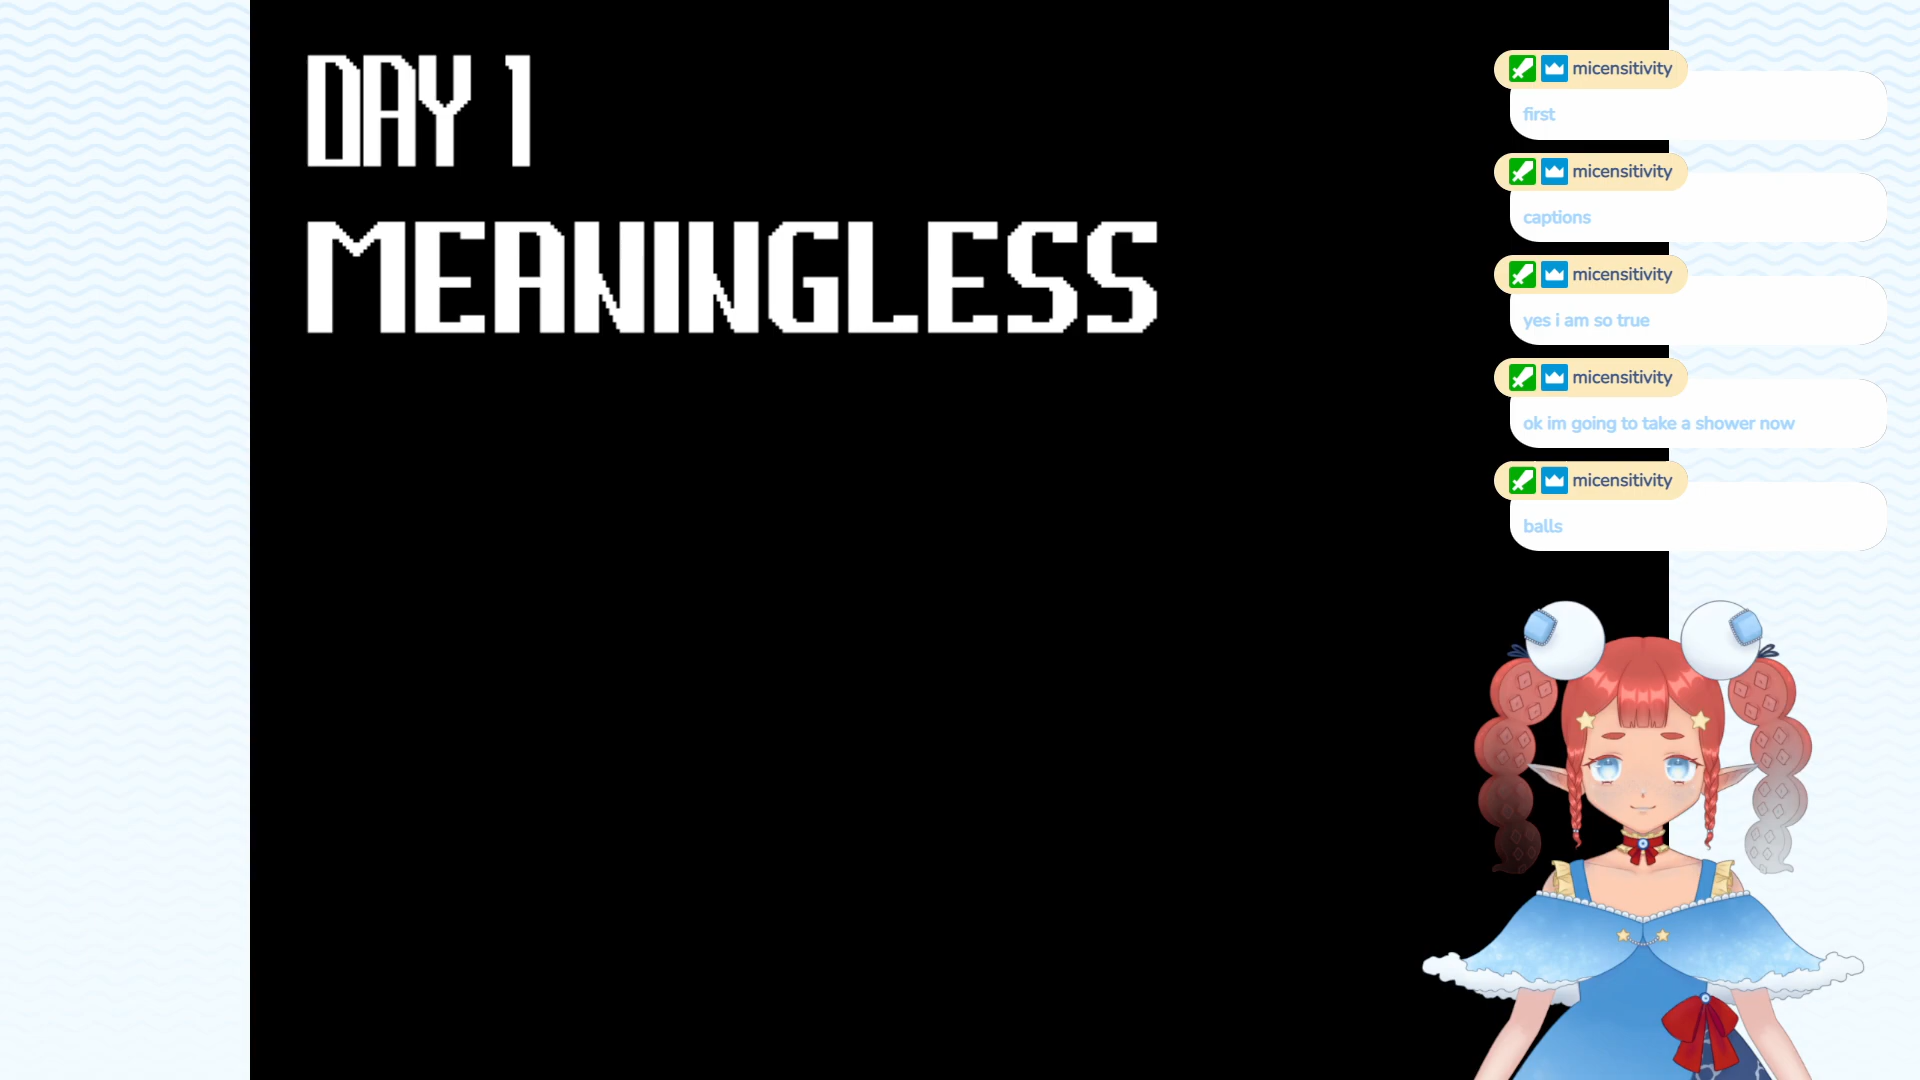 DAY 1
MEANINGLESS
micensitivity
first
micensitivity
captions
micensitivity
yes i am so true
micensitivity
ok im going to take a shower now
micensitivity
balls